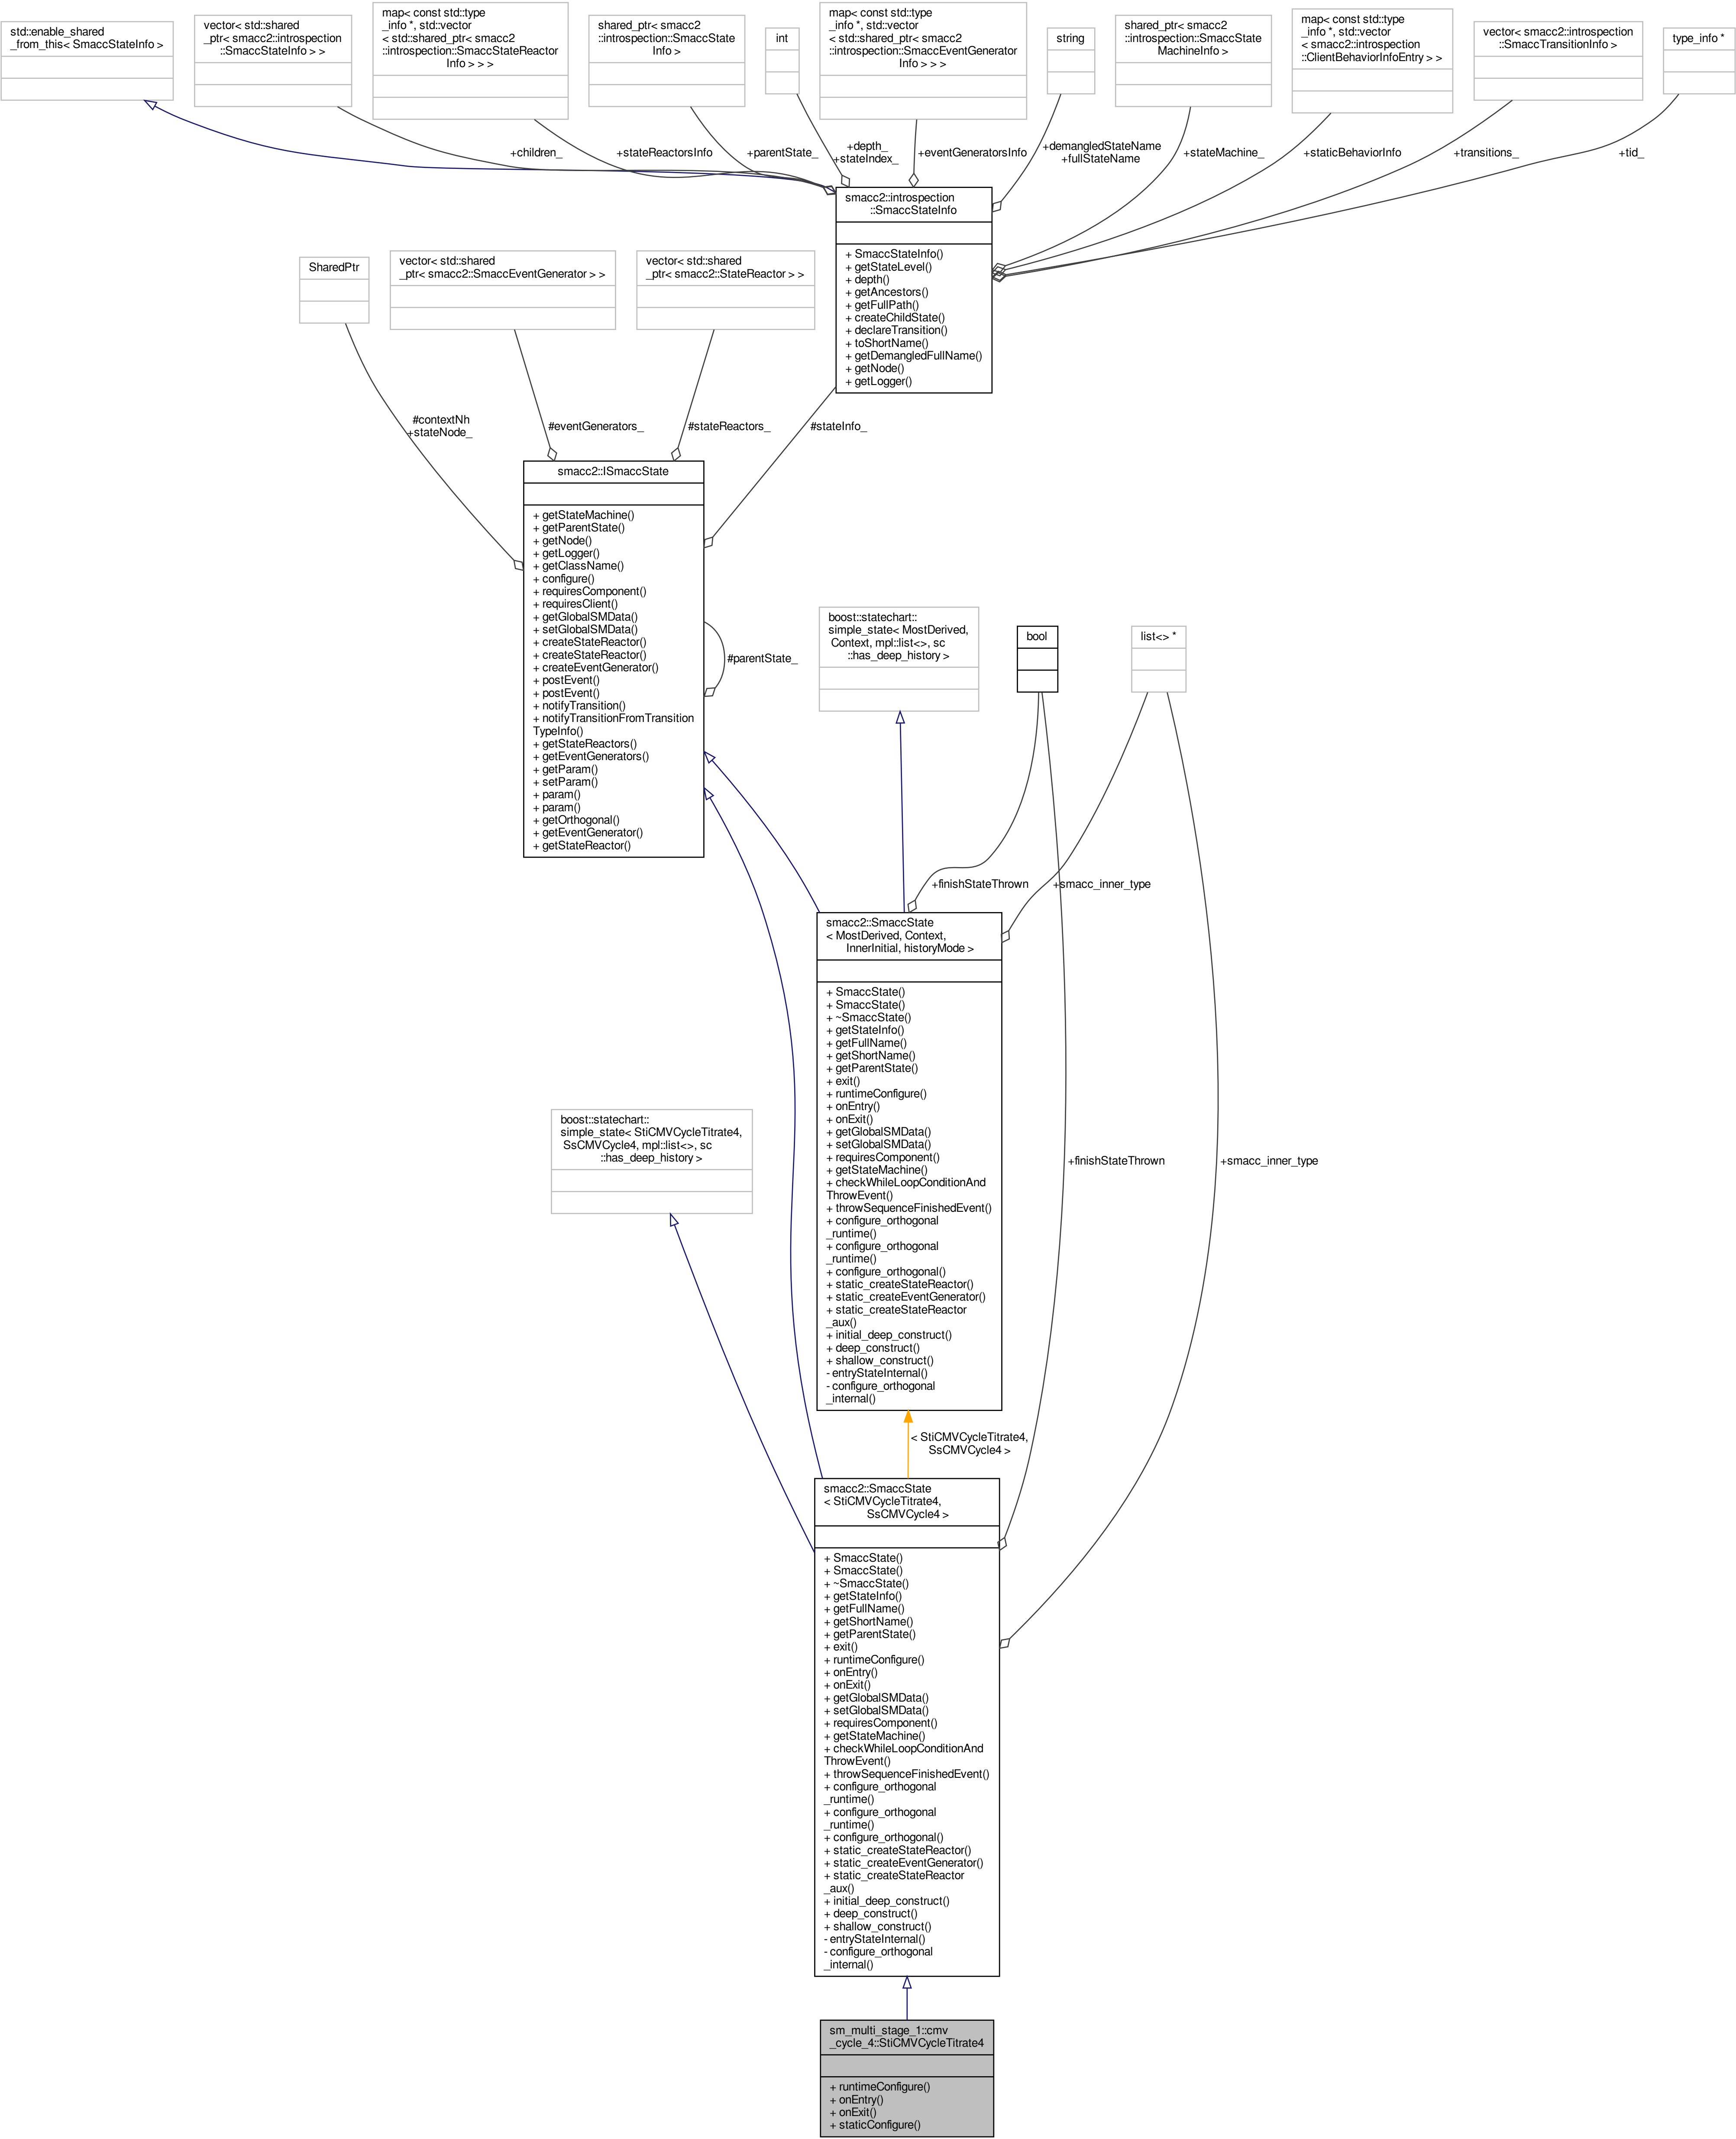 std::enable_shared
_from_this< SmaccStateInfo >
vector< std::shared
_ptr< smacc2::introspection
::SmaccStateInfo > >
map< const std::type
_info *, std::vector
< std::shared_ptr< smacc2
::introspection::SmaccStateReactor
Info > > >
shared_ptr< smacc2
::introspection::SmaccState
Info >
int
map< const std::type
_info *, std::vector
< std::shared_ptr< smacc2
::introspection::SmaccEventGenerator
Info > > >
string
shared_ptr< smacc2
::introspection::SmaccState
MachineInfo >
map< const std::type
_info *, std::vector
< smacc2::introspection
::ClientBehaviorInfoEntry > >
vector< smacc2::introspection
::SmaccTransitionInfo >
type_info *
+children_
+stateReactorsInfo
+parentState_
+depth_
+stateIndex_
+eventGeneratorsInfo
+demangledStateName
+fullStateName
+stateMachine_
+staticBehaviorInfo
+transitions_
+tid_
smacc2::introspection
::SmaccStateInfo
+ SmaccStateInfo()
+ getStateLevel()
+ depth()
+ getAncestors()
+ getFullPath()
+ createChildState()
+ declareTransition()
+ toShortName()
+ getDemangledFullName()
+ getNode()
+ getLogger()
SharedPtr
vector< std::shared
_ptr< smacc2::SmaccEventGenerator > >
vector< std::shared
_ptr< smacc2::StateReactor > >
#contextNh
+stateNode_
#eventGenerators_
#stateReactors_
#stateInfo_
smacc2::ISmaccState
+ getStateMachine()
+ getParentState()
+ getNode()
+ getLogger()
+ getClassName()
+ configure()
+ requiresComponent()
+ requiresClient()
+ getGlobalSMData()
+ setGlobalSMData()
+ createStateReactor()
+ createStateReactor()
+ createEventGenerator()
+ postEvent()
+ postEvent()
+ notifyTransition()
+ notifyTransitionFromTransition
TypeInfo()
+ getStateReactors()
+ getEventGenerators()
+ getParam()
+ setParam()
+ param()
+ param()
+ getOrthogonal()
+ getEventGenerator()
+ getStateReactor()
#parentState_
boost::statechart::
simple_state< MostDerived,
Context, mpl::list<>, sc
::has_deep_history >
bool
list<> *
+finishStateThrown
+smacc_inner_type
smacc2::SmaccState
< MostDerived, Context,
InnerInitial, historyMode >
+ SmaccState()
+ SmaccState()
+ ~SmaccState()
+ getStateInfo()
+ getFullName()
+ getShortName()
+ getParentState()
+ exit()
+ runtimeConfigure()
+ onEntry()
+ onExit()
+ getGlobalSMData()
+ setGlobalSMData()
+ requiresComponent()
+ getStateMachine()
+ checkWhileLoopConditionAnd
ThrowEvent()
+ throwSequenceFinishedEvent()
+ configure_orthogonal
_runtime()
+ configure_orthogonal
_runtime()
+ configure_orthogonal()
+ static_createStateReactor()
+ static_createEventGenerator()
+ static_createStateReactor
_aux()
+ initial_deep_construct()
+ deep_construct()
+ shallow_construct()
- entryStateInternal()
- configure_orthogonal
_internal()
boost::statechart::
simple_state< StiCMVCycleTitrate4,
SsCMVCycle4, mpl::list<>, sc
::has_deep_history >
+finishStateThrown
+smacc_inner_type
< StiCMVCycleTitrate4,
SsCMVCycle4 >
smacc2::SmaccState
< StiCMVCycleTitrate4,
SsCMVCycle4 >
+ SmaccState()
+ SmaccState()
+ ~SmaccState()
+ getStateInfo()
+ getFullName()
+ getShortName()
+ getParentState()
+ exit()
+ runtimeConfigure()
+ onEntry()
+ onExit()
+ getGlobalSMData()
+ setGlobalSMData()
+ requiresComponent()
+ getStateMachine()
+ checkWhileLoopConditionAnd
ThrowEvent()
+ throwSequenceFinishedEvent()
+ configure_orthogonal
_runtime()
+ configure_orthogonal
_runtime()
+ configure_orthogonal()
+ static_createStateReactor()
+ static_createEventGenerator()
+ static_createStateReactor
_aux()
+ initial_deep_construct()
+ deep_construct()
+ shallow_construct()
- entryStateInternal()
- configure_orthogonal
_internal()
sm_multi_stage_1::cmv
_cycle_4::StiCMVCycleTitrate4
+ runtimeConfigure()
+ onEntry()
+ onExit()
+ staticConfigure()